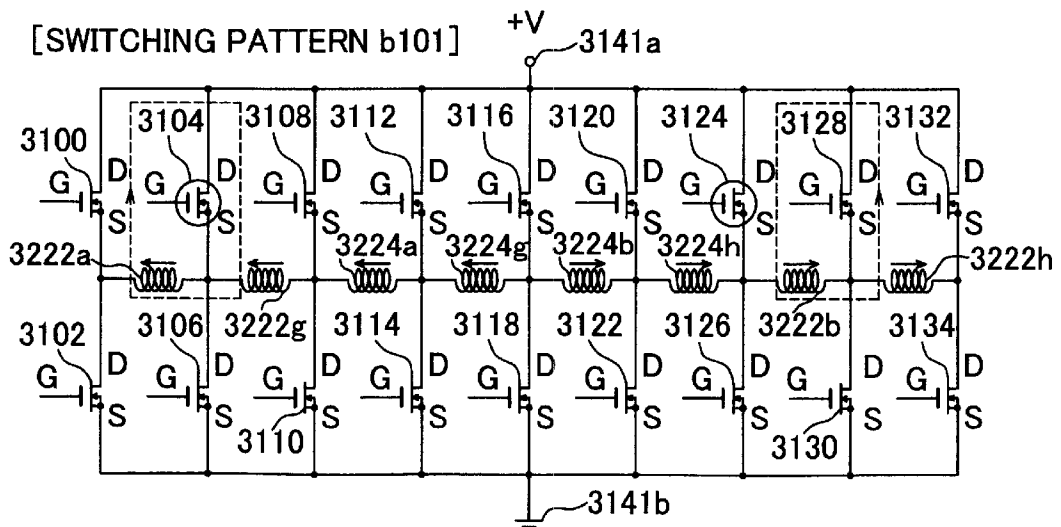 +V
[SWITCHING PATTERN b101]
3141a
3104 3108 3112 3116 3120 3124 3128 3132
3100
D D D D D D D D D
G G G G G G G G G
S S S S S S S S S
3222a 3224a 3224g 3224b 3224h 3222h
3222g 3222b
3102 3106 3114 3118 3122 3126 3134
D D D D D D D D D
G G G G G G G G G
S S S S S S S S S
3110 3130
3141b